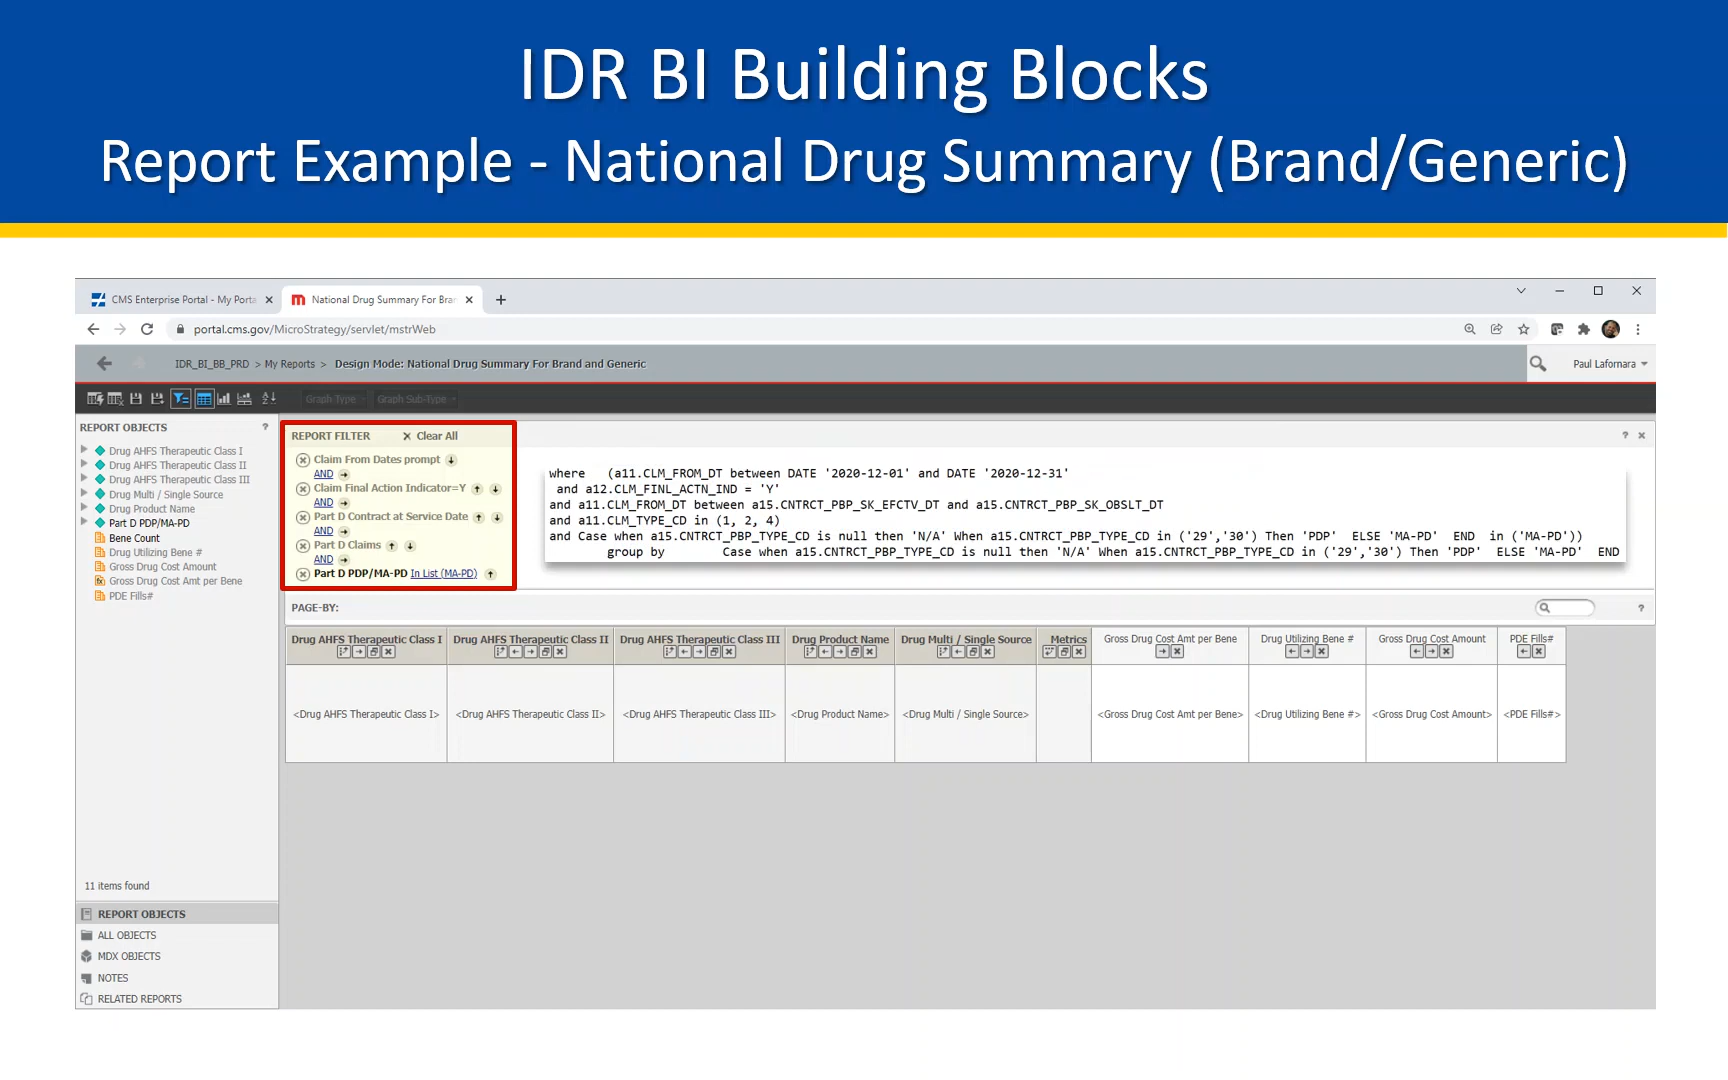 IDR BI Building Blocks
Report Example - National Drug Summary (Brand/Generic)
CMS Enterprise Portal - My Porta
National Drug Summary For Bran
portal.cms.gov/MicroStrategy/servlet/mstrWeb
IDR_BI_BB_PRD > My Reports > Design Mode: National Drug Summary For Brand and Generic
Paul Lafornara
Graph Type
Graph Sub-Type
REPORT OBJECTS ?
Drug AHFS Therapeutic Class I
Drug AHFS Therapeutic Class II
Drug AHFS Therapeutic Class III
Drug Multi / Single Source
Drug Product Name
Part D PDP/MA-PD
Bene Count
Drug Utilizing Bene #
Gross Drug Cost Amount
Gross Drug Cost Amt per Bene
PDE Fills#
11 items found
REPORT OBJECTS
ALL OBJECTS
MDX OBJECTS
NOTES
RELATED REPORTS
REPORT FILTER Clear All
Claim From Dates prompt
AND
Claim Final Action Indicator=Y
AND
Part D Contract at Service Date
AND
Part D Claims
AND
Part D PDP/MA-PD In List (MA-PD)
?
where (a11.CLM_FROM_DT between DATE '2020-12-01' and DATE '2020-12-31'
and a12.CLM_FINL_ACTN_IND = 'Y'
and a11.CLM_FROM_DT between a15.CNTRCT_PBP_SK_EFCTV_DT and a15.CNTRCT_PBP_SK_OBSLT_DT
and a11.CLM_TYPE_CD in (1, 2, 4)
and Case when a15.CNTRCT_PBP_TYPE_CD is null then 'N/A' When a15.CNTRCT_PBP_TYPE_CD in ('29','30') Then 'PDP' ELSE 'MA-PD' END in ('MA-PD'))
group by Case when a15.CNTRCT_PBP_TYPE_CD is null then 'N/A' When a15.CNTRCT_PBP_TYPE_CD in ('29','30') Then 'PDP' ELSE 'MA-PD' END
PAGE-BY: ?
Drug AHFS Therapeutic Class I
Drug AHFS Therapeutic Class II
Drug AHFS Therapeutic Class III
Drug Product Name
Drug Multi / Single Source
Metrics
Gross Drug Cost Amt per Bene
Drug Utilizing Bene #
Gross Drug Cost Amount
PDE Fills#
<Drug AHFS Therapeutic Class I>
<Drug AHFS Therapeutic Class II>
<Drug AHFS Therapeutic Class III>
<Drug Product Name>
<Drug Multi / Single Source>
<Gross Drug Cost Amt per Bene>
<Drug Utilizing Bene #>
<Gross Drug Cost Amount>
<PDE Fills#>